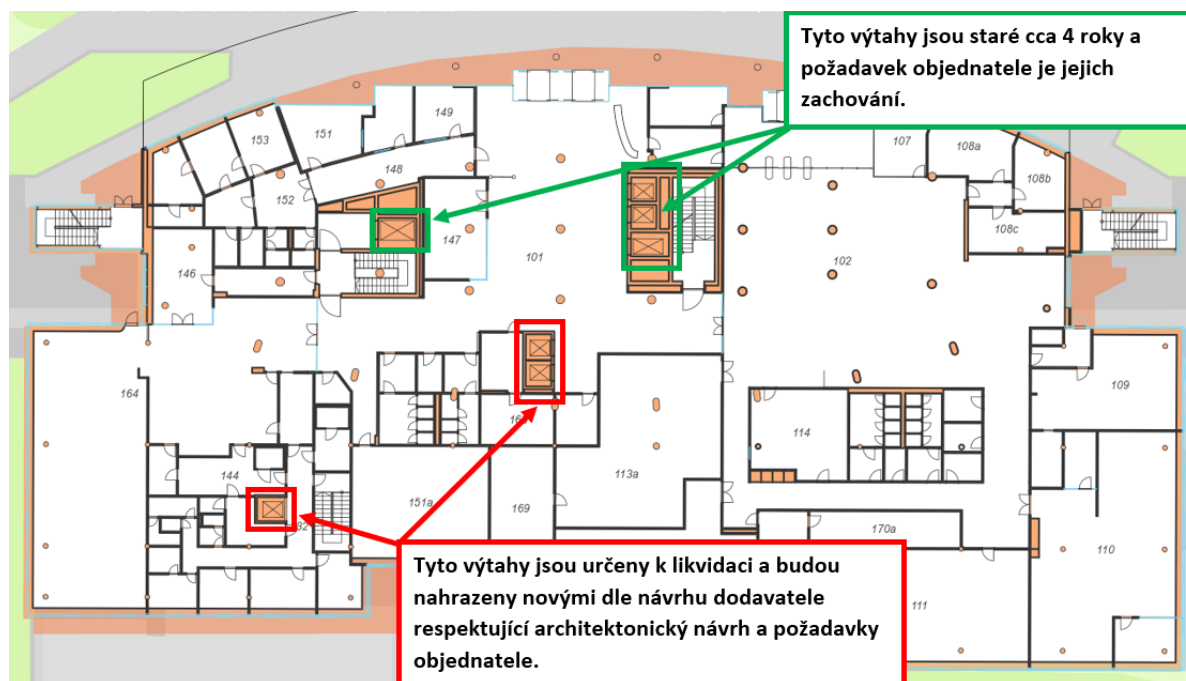 Tyto výtahy jsou staré cca 4 roky a
požadavek objednatele je jejich
zachování.
149
151
153
107
108a
148
108b
152
147
108c
101
102
146
164
109
16
114
113a
144
151a
169
32
170a
110
111
Tyto výtahy jsou určeny k likvidaci a budou
nahrazeny novými dle návrhu dodavatele
respektující architektonický návrh a požadavky
objednatele.